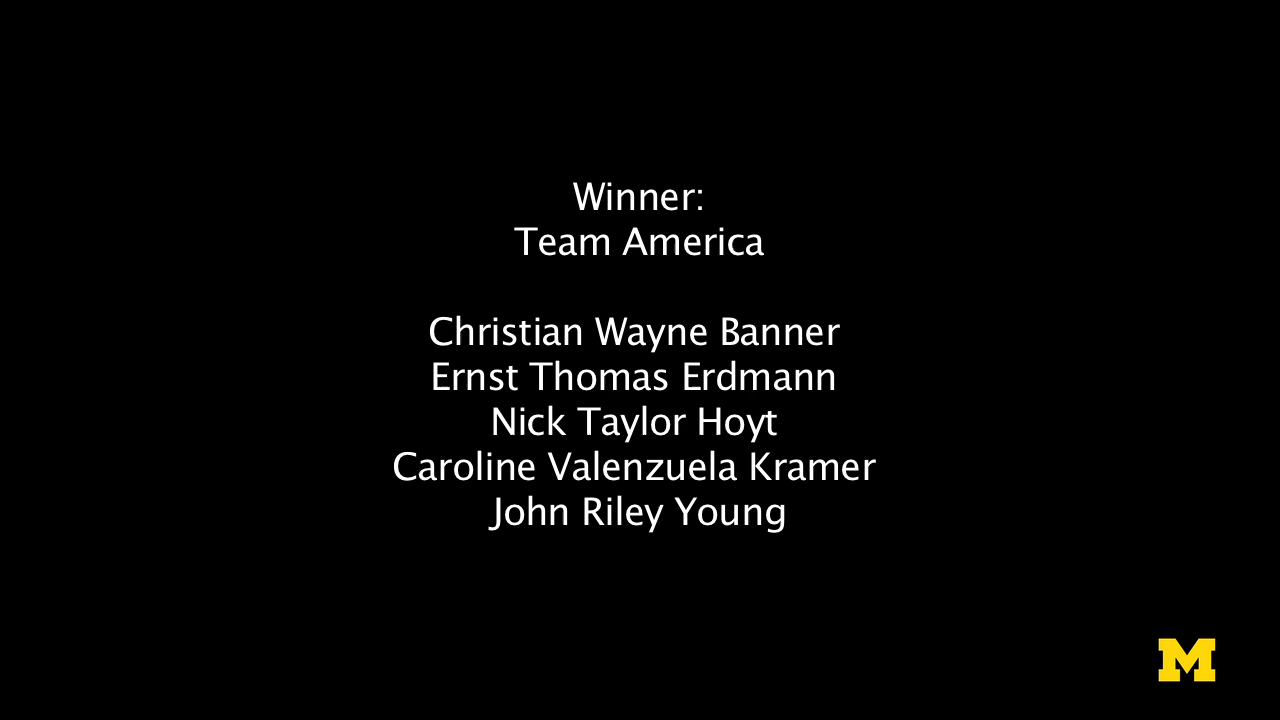 Winner:
Team America
Christian Wayne Banner
Ernst Thomas Erdmann
Nick Taylor Hoyt
Caroline Valenzuela Kramer
John Riley Young
M